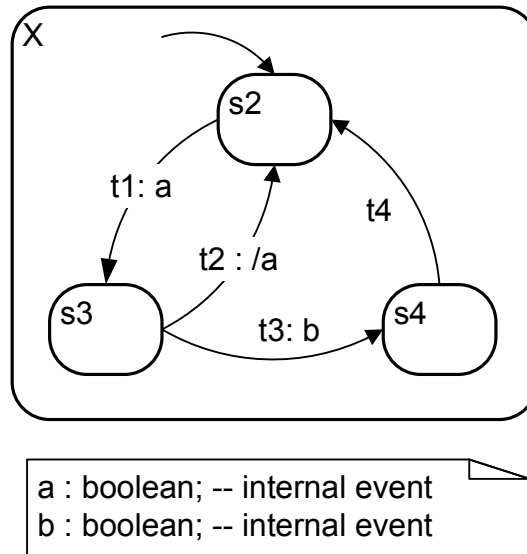 X
s2
t1: a
t4
t2 : /a
s3
s4
t3: b
a : boolean; -- internal event
b : boolean; -- internal event